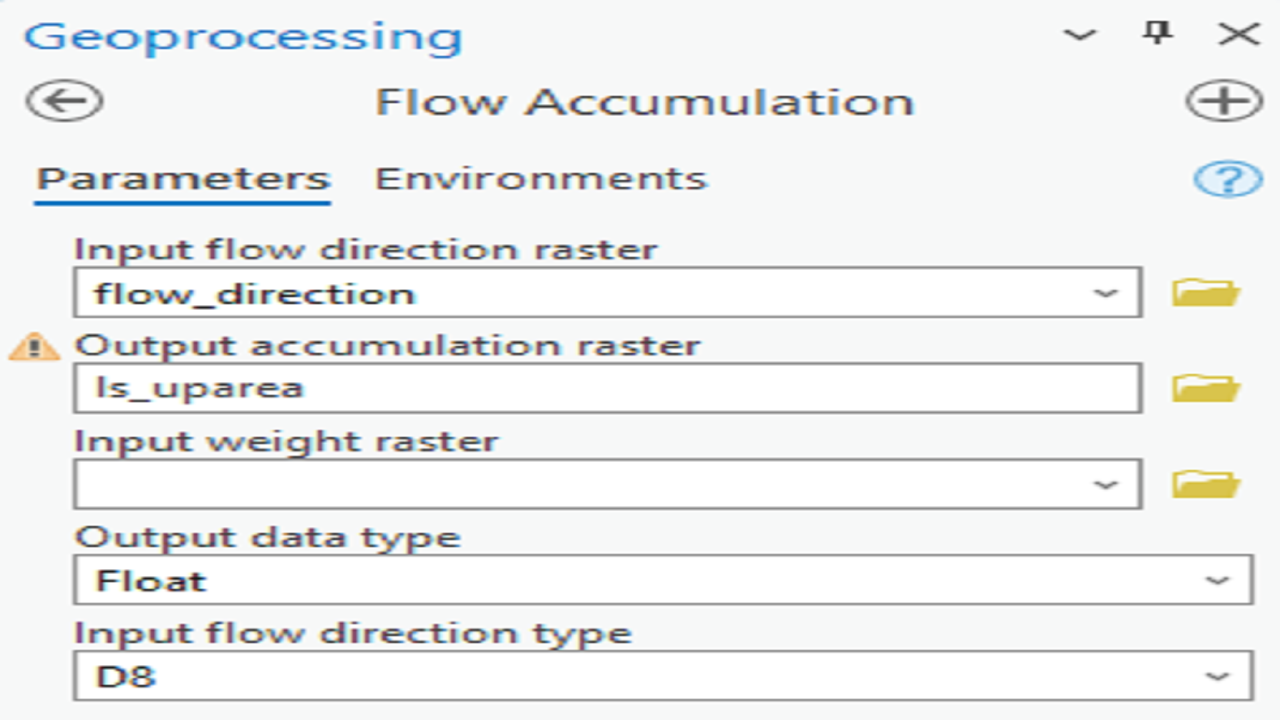 Geoprocessing
Flow Accumulation
Parameters Environments
Input flow direction raster
flow_direction
Output accumulation raster
ls_uparea
Input weight raster
Output data type
Float
Input flow direction type
D8